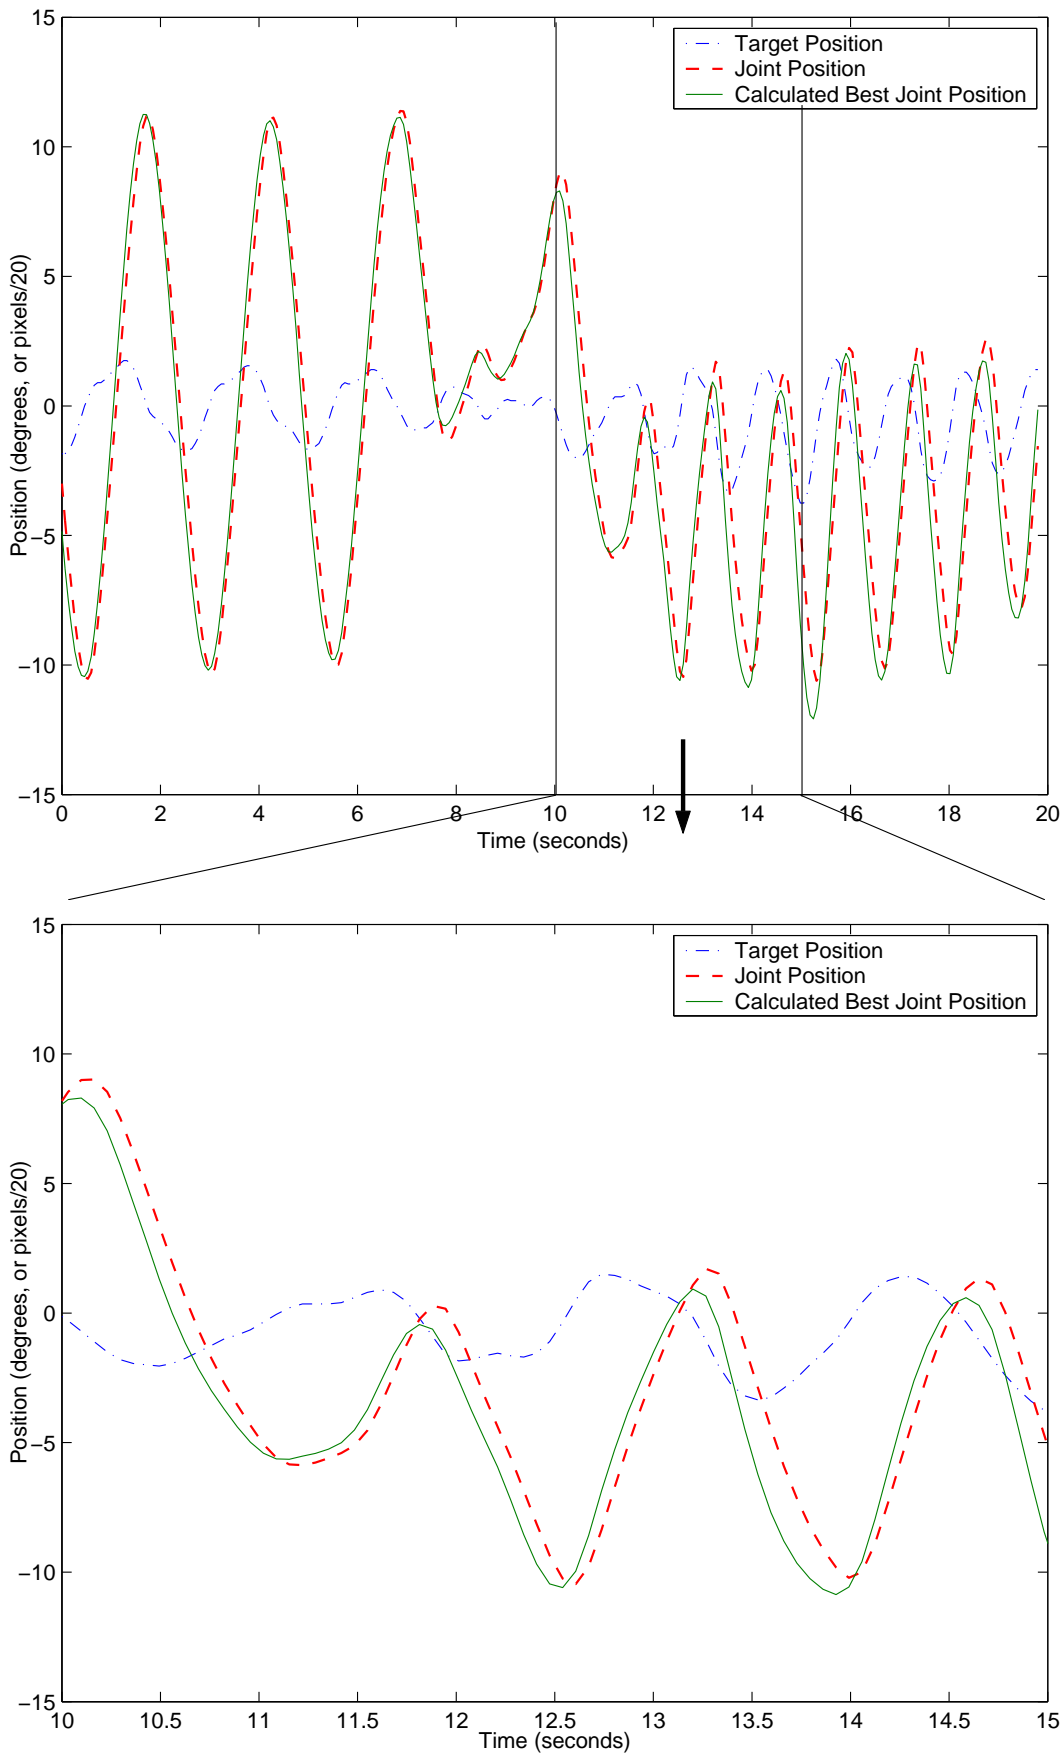 15
10
5
0
−5
−10
−15
Position (degrees, or pixels/20)
Target Position
Joint Position
Calculated Best Joint Position
0 2 4 6 8 10 12 14 16 18 20
Time (seconds)
15
10
5
0
−5
−10
−15
Position (degrees, or pixels/20)
Target Position
Joint Position
Calculated Best Joint Position
10 10.5 11 11.5 12 12.5 13 13.5 14 14.5 15
Time (seconds)